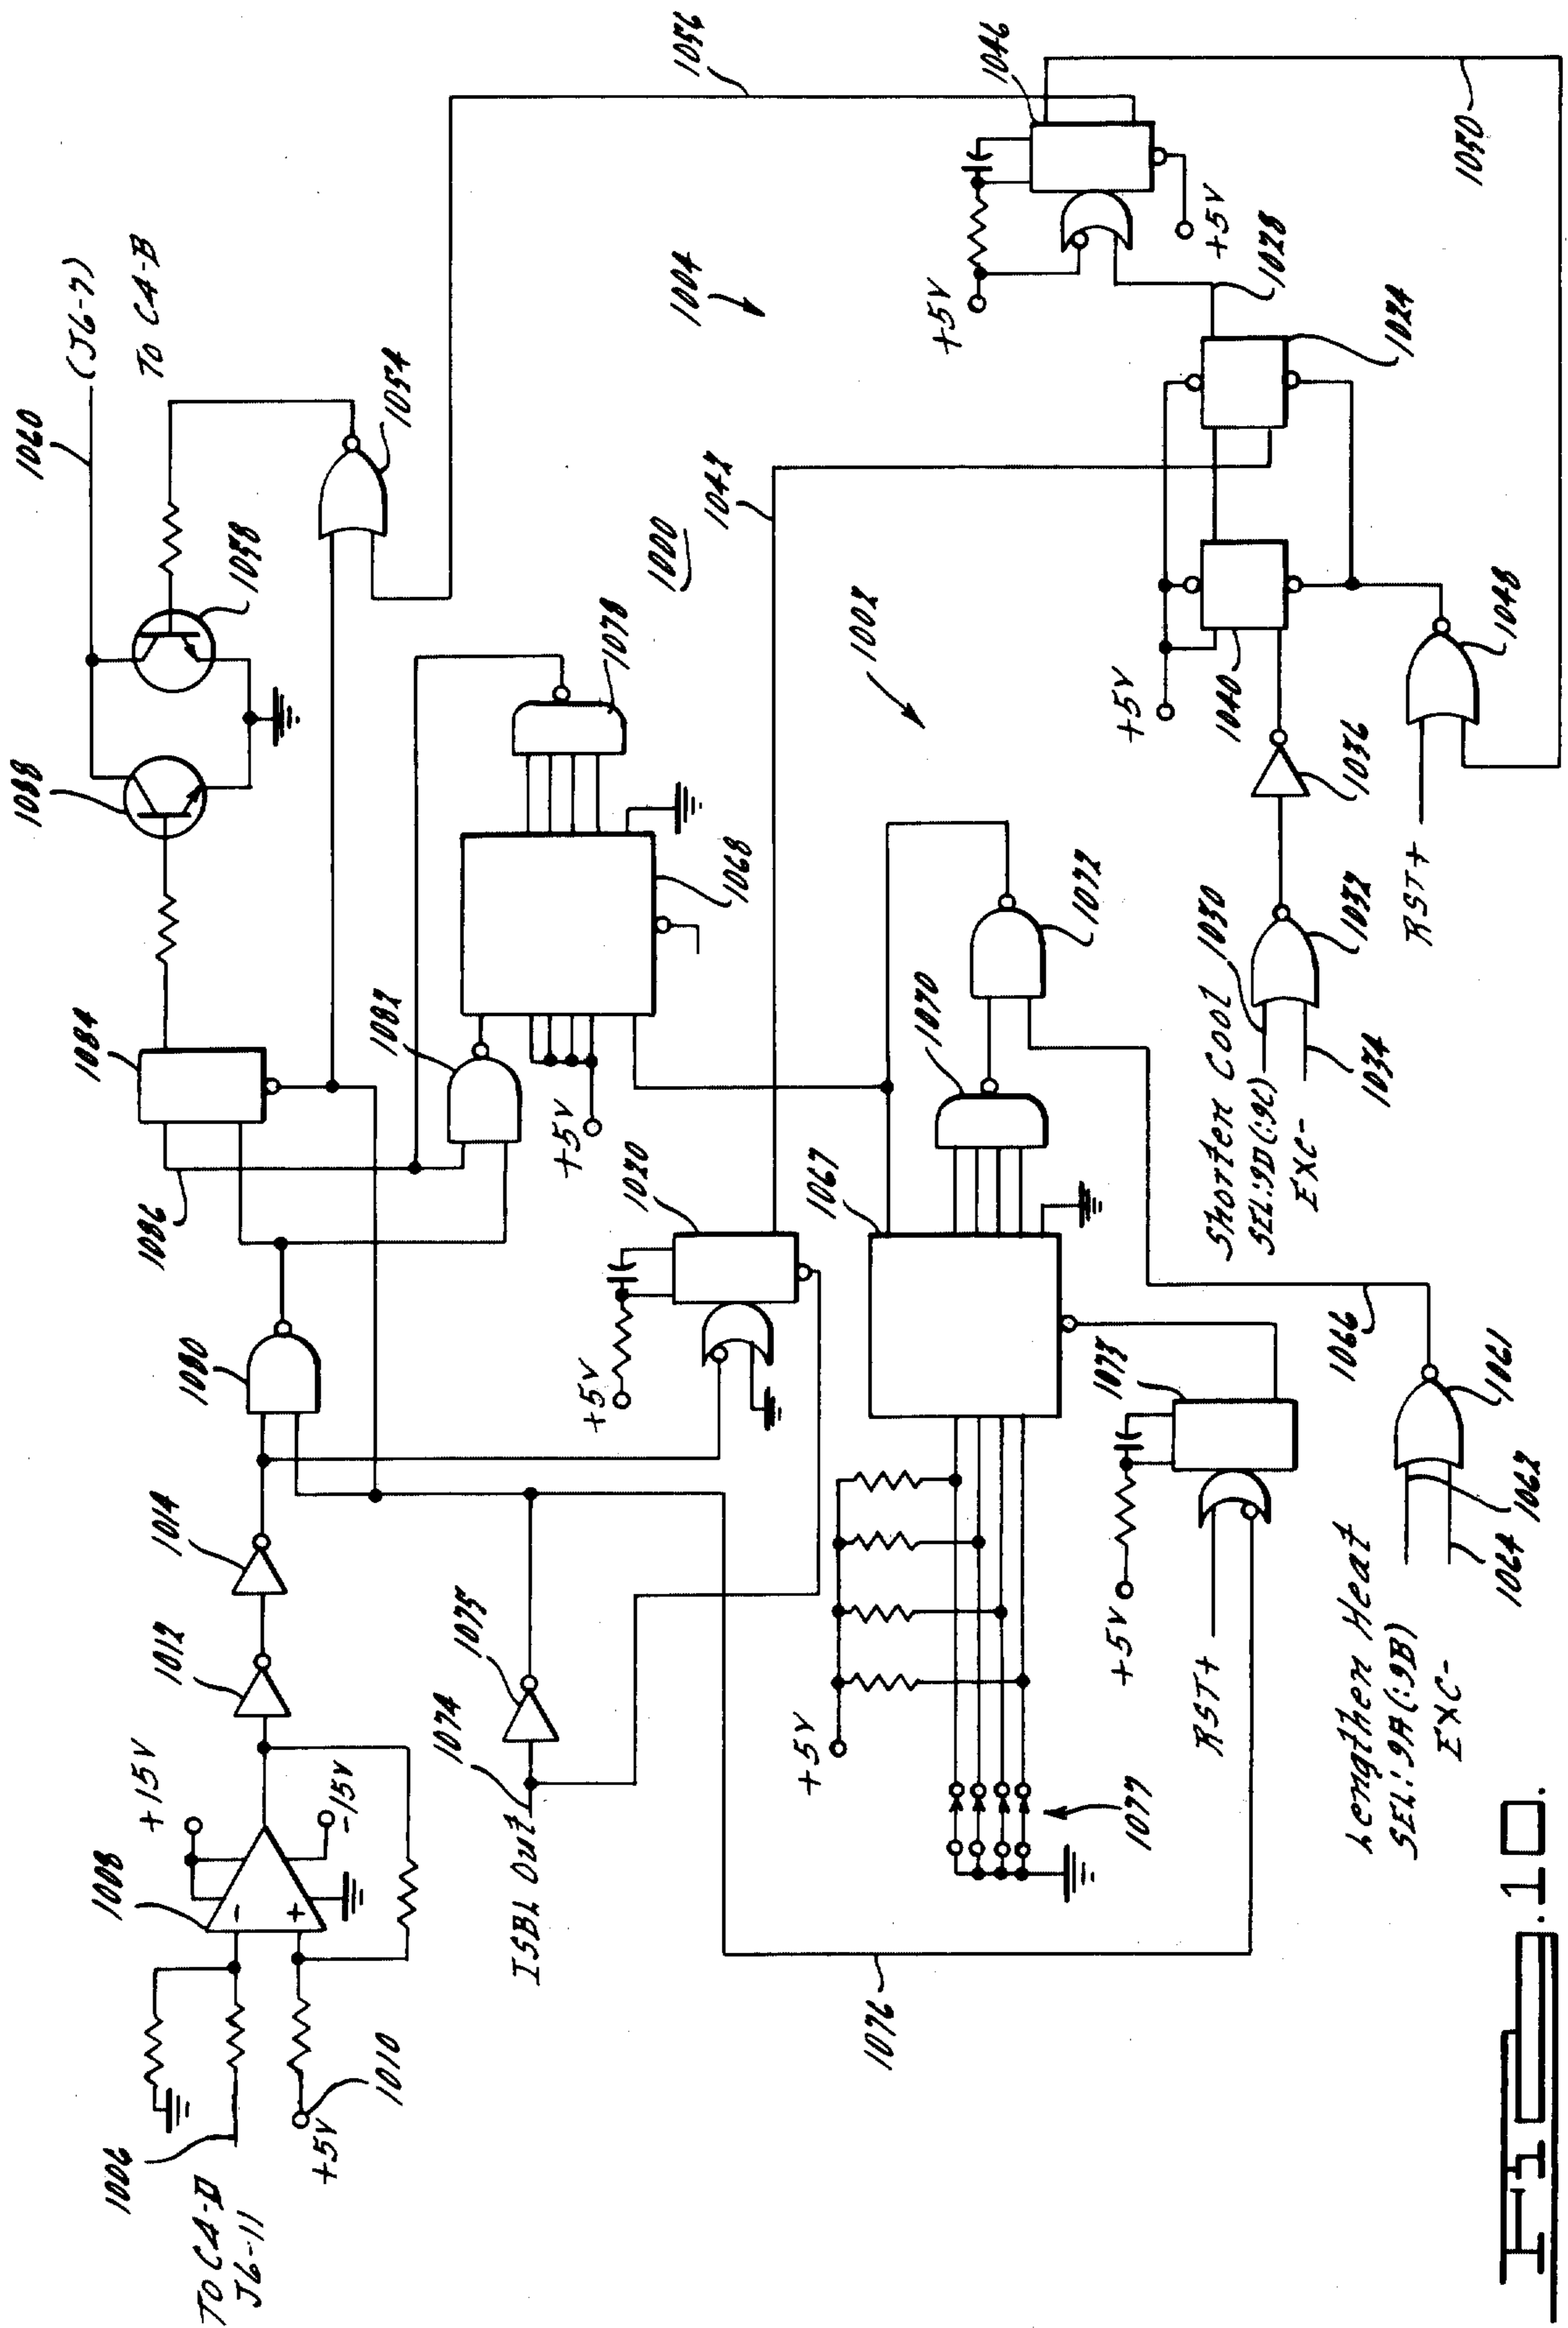 1060
(J6-7)
TO C4-B
1088
1058
1054
1056
1084
1086
1082
1078
1068
+5V
1000
1042
1004
1046
+5V
+5V
1050
1028
1024
1002
+5V
1040
1036
1048
RST+
1080
1020
+5V
1067
1070
1072
Shorten Cool
SEL:9D(:9C)
EXC-
1030
1032
1034
1014
1012
1008
+15V
-15V
1006
TO C4-D
J6-11
+5V
1010
ISBL Out
1074
1075
+5V
1077
1076
1073
+5V
RST+
1066
1061
1062
1064
Lengthen Heat
SEL:9A(:9B)
EXC-
Fig.10.